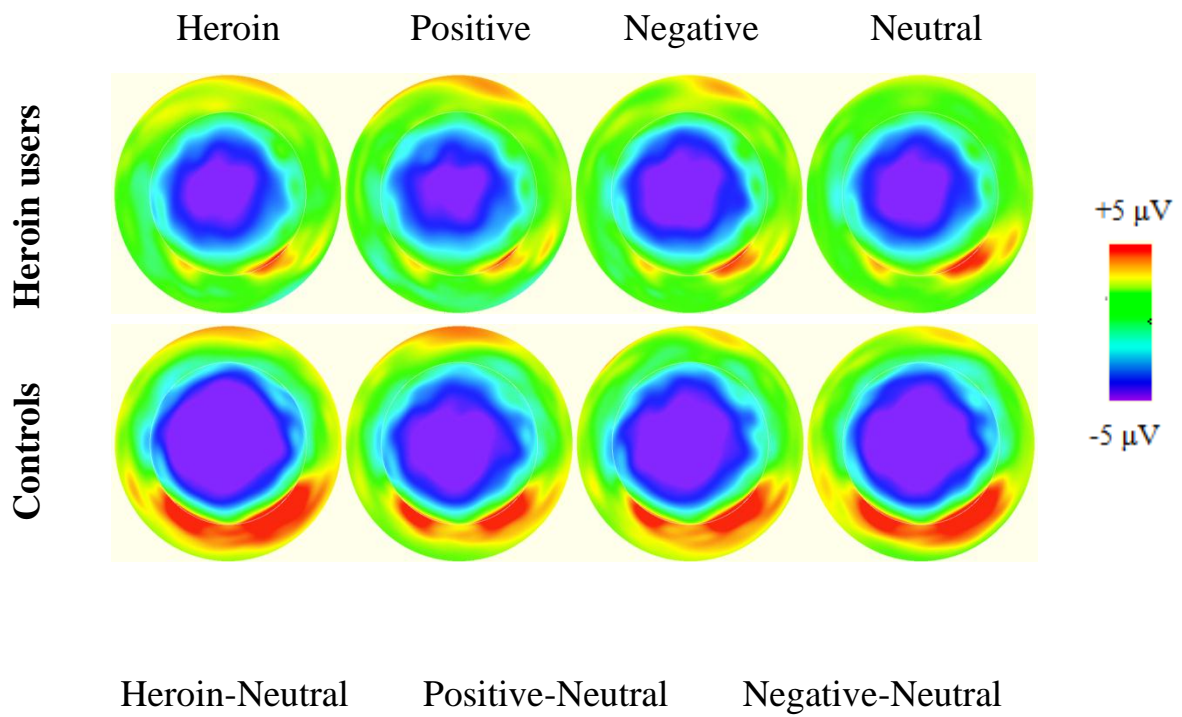 Heroin Positive Negative Neutral
Heroin users
+5 µV
Controls
-5 µV
Heroin-Neutral Positive-Neutral Negative-Neutral